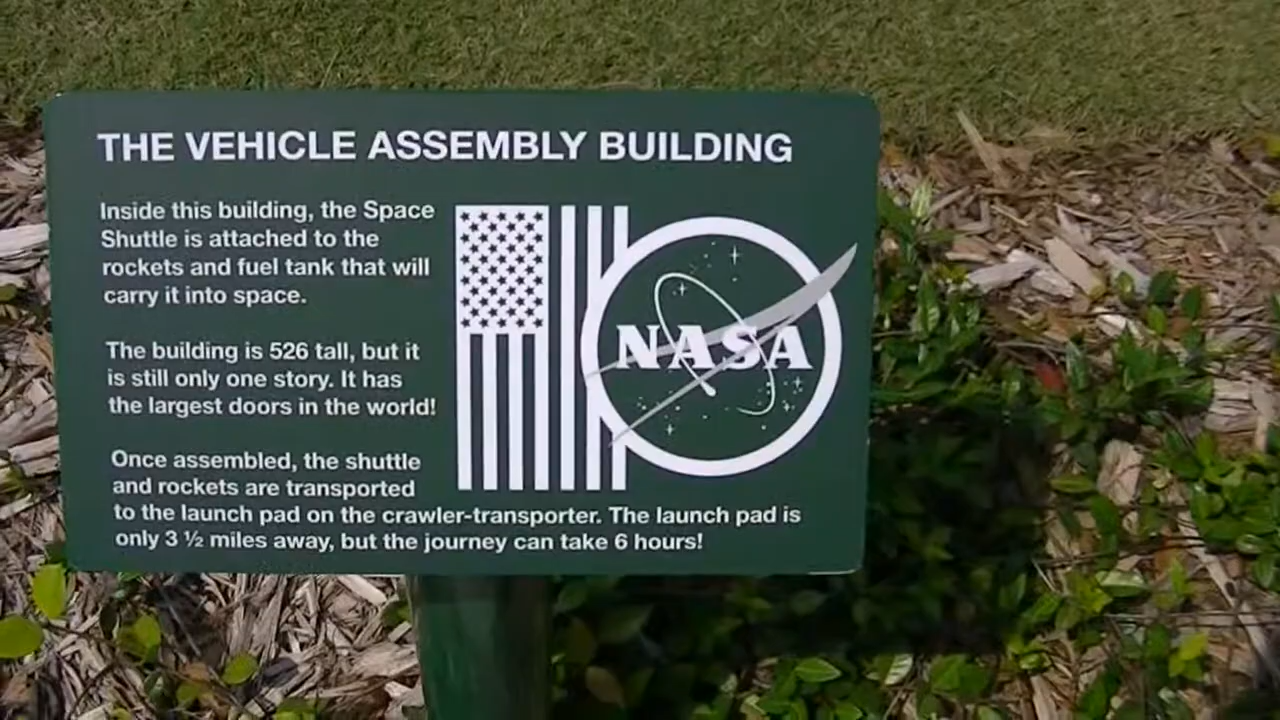 THE VEHICLE ASSEMBLY BUILDING
Inside this building, the Space
Shuttle is attached to the
rockets and fuel tank that will
carry it into space.
The building is 526 tall, but it
is still only one story. It has
the largest doors in the world!
Once assembled, the shuttle
and rockets are transported
to the launch pad on the crawler-transporter. The launch pad is
only 3 ½ miles away, but the journey can take 6 hours!
NASA